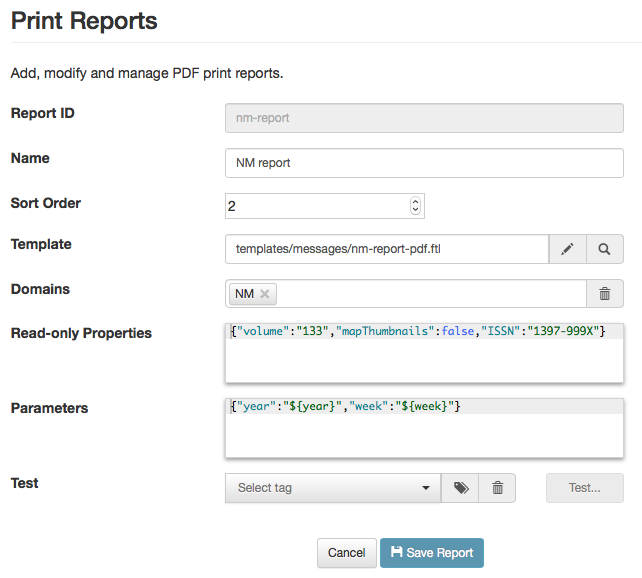 Print Reports
Add, modify and manage PDF print reports.
Report ID
nm-report
Name
NM report
Sort Order
2
Template
templates/messages/nm-report-pdf.ftl
Domains
NM
Read-only Properties
{"volume":"133","mapThumbnails":false,"ISSN":"1397-999X"}
Parameters
{"year":"${year}","week":"${week}"}
Test
Select tag
Test...
Cancel
Save Report